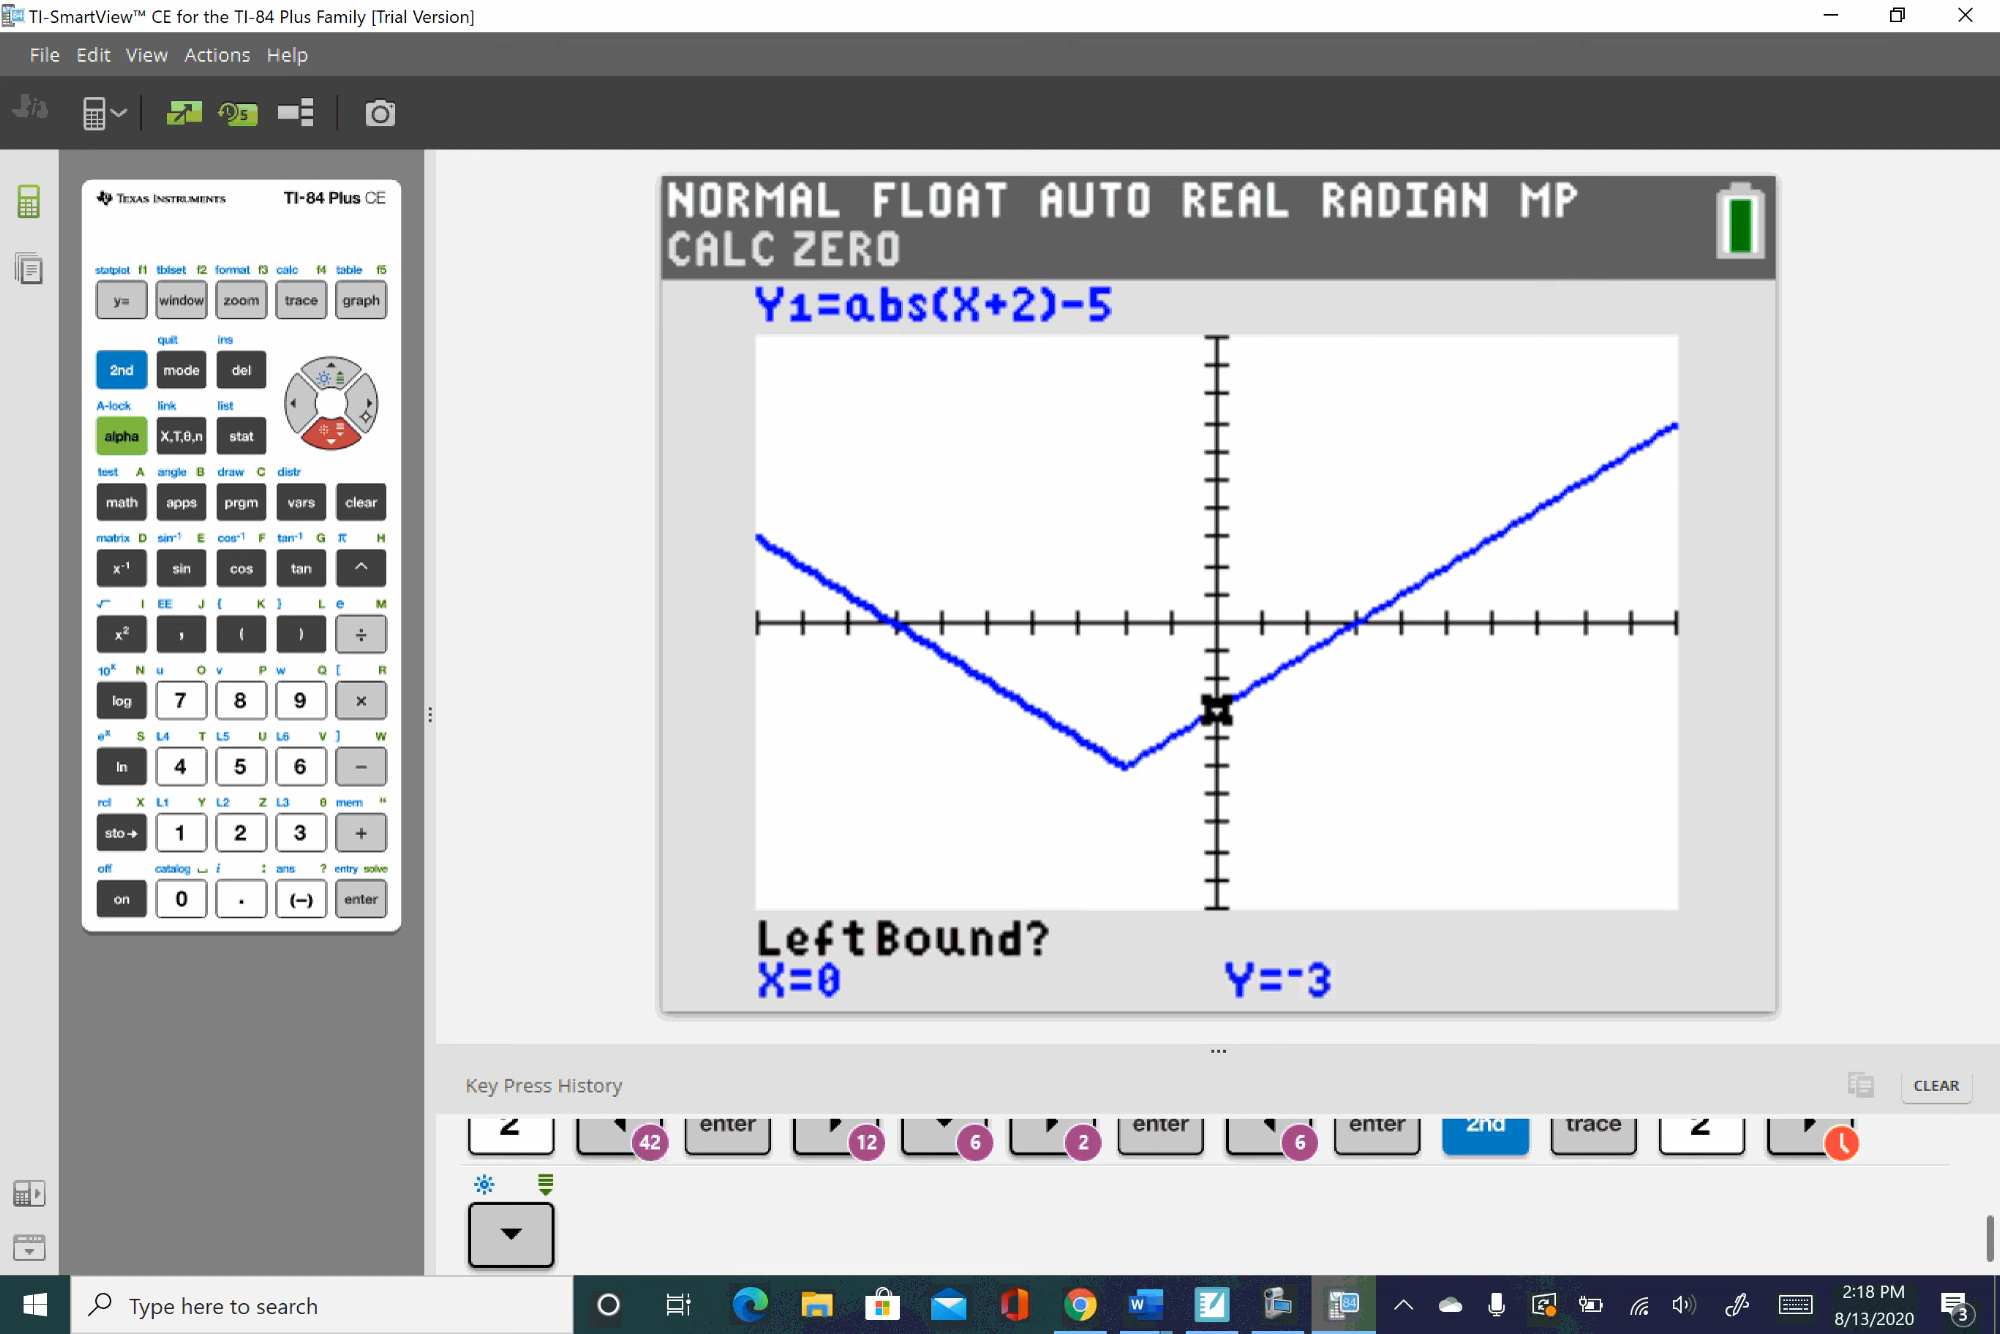 TI-SmartView™ CE for the TI-84 Plus Family [Trial Version]
File Edit View Actions Help
TEXAS INSTRUMENTS TI-84 Plus CE
statplot f1 tblset f2 format f3 calc f4 table f5
y= window zoom trace graph
quit ins
2nd mode del
A-lock link list
alpha X,T,θ,n stat
test A angle B draw C distr
math apps prgm vars clear
matrix D sin-1 E cos-1 F tan-1 G π H
x-1 sin cos tan ^
√ I EE J { K } L e M
x2 , ( ) ÷
10x N u O v P w Q [ R
log 7 8 9 ×
ex S L4 T L5 U L6 V ] W
ln 4 5 6 −
rcl X L1 Y L2 Z L3 θ mem “
sto→ 1 2 3 +
off catalog ⎵ i : ans ? entry solve
on 0 . (−) enter
NORMAL FLOAT AUTO REAL RADIAN MP
CALC ZERO
Y1=abs(X+2)-5
LeftBound?
X=0 Y=-3
Key Press History CLEAR
2 42 enter 12 6 2 enter 6 enter 2nd trace 2
Type here to search
84
2:18 PM
8/13/2020
3